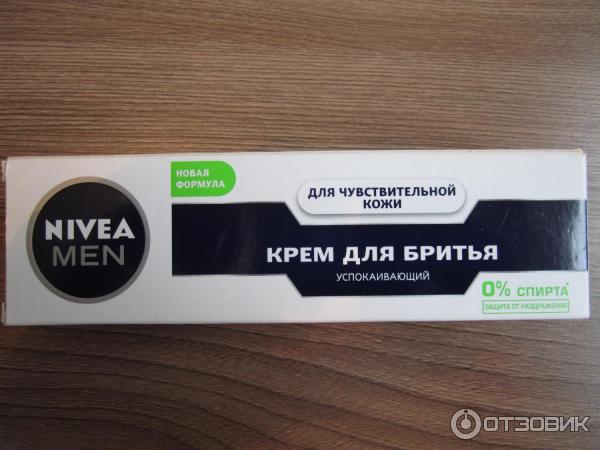 НОВАЯ
ФОРМУЛА
ДЛЯ ЧУВСТВИТЕЛЬНОЙ
КОЖИ
NIVEA
MEN
КРЕМ ДЛЯ БРИТЬЯ
УСПОКАИВАЮЩИЙ
0% СПИРТА*
ЗАЩИТА ОТ РАЗДРАЖЕНИЯ
ОТЗОВИК